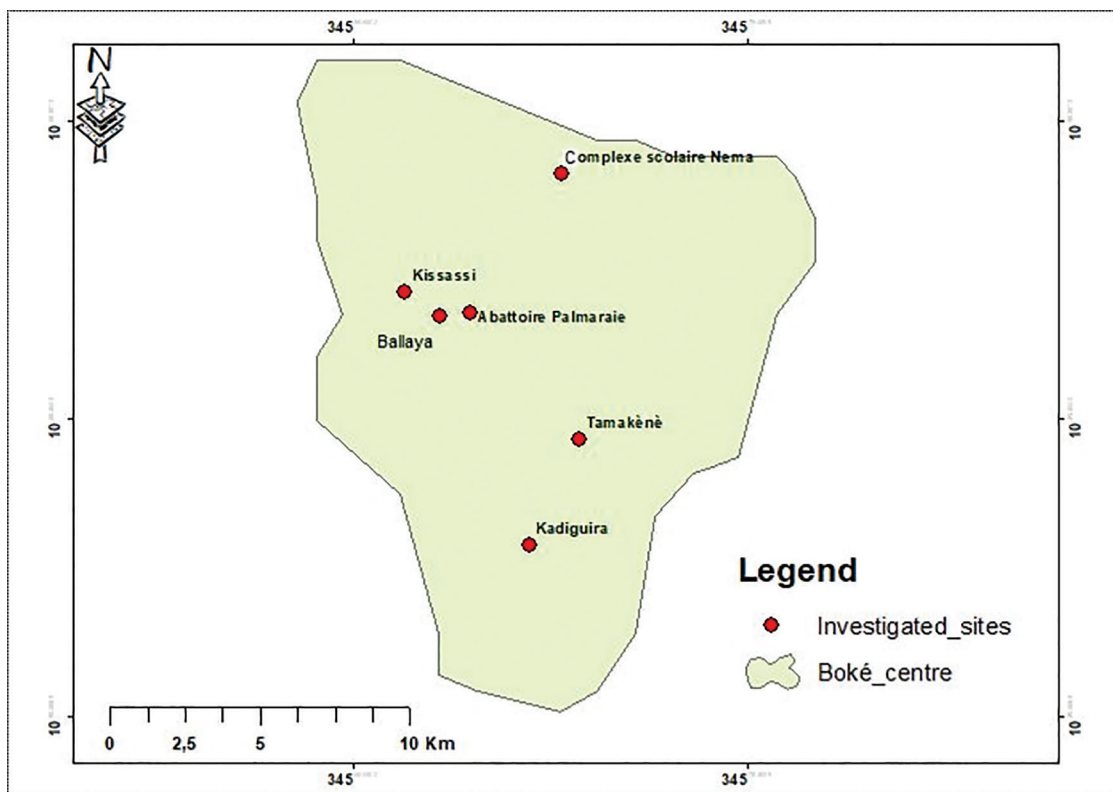 345
345
N
10
10
Complexe scolaire Nema
Kissassi
Abattoire Palmaraie
Ballaya
Tamakènè
10
10
Kadiguira
Legend
Investigated_sites
Boké_centre
10
10
0 2,5 5 10 Km
345
345